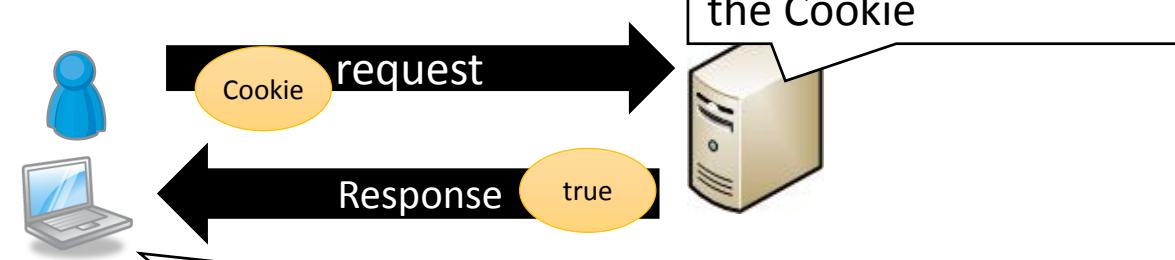 the Cookie
Cookie
request
Response
true